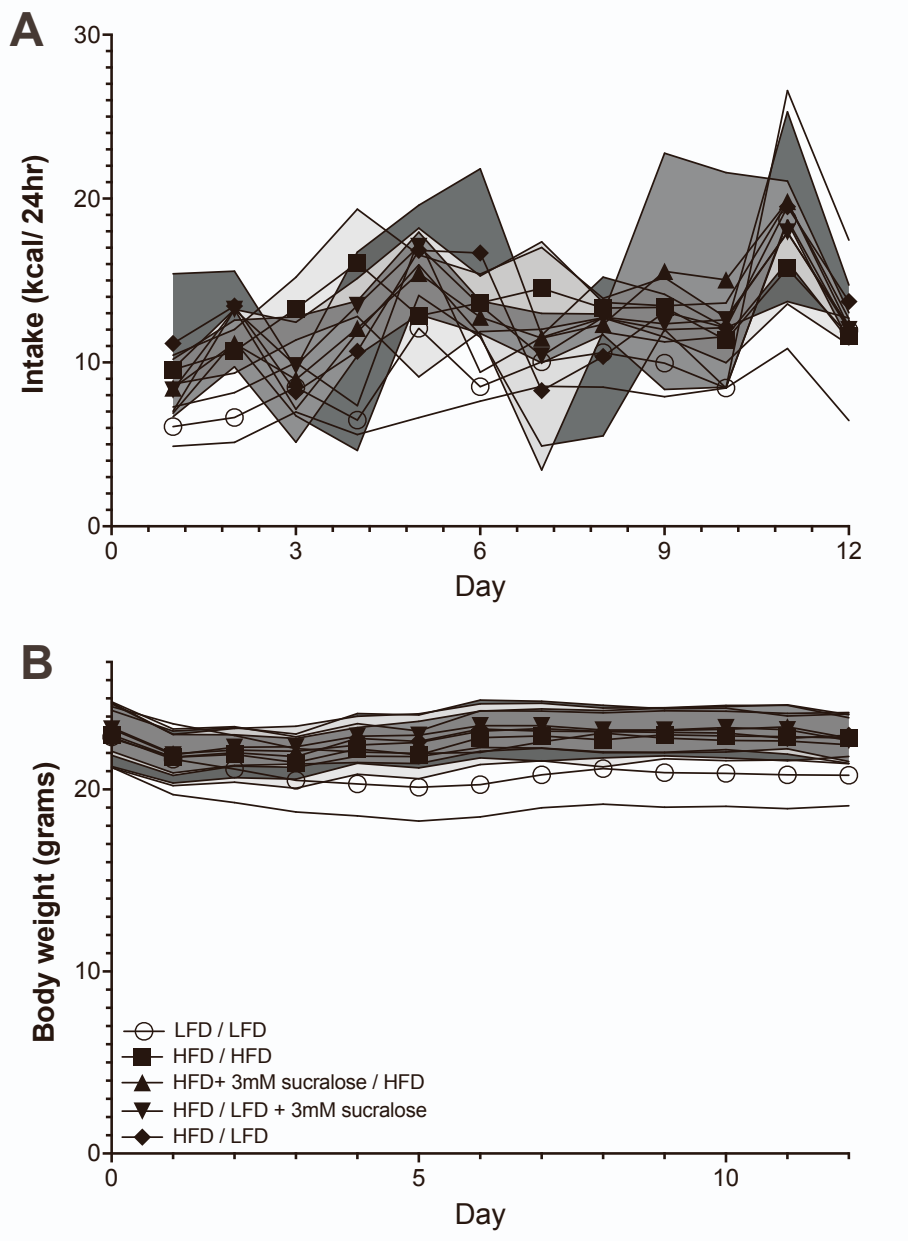 A
30
20
10
0
Intake (kcal/ 24hr)
0 3 6 9 12
Day
B
20
10
0
Body weight (grams)
LFD / LFD
HFD / HFD
HFD+ 3mM sucralose / HFD
HFD / LFD + 3mM sucralose
HFD / LFD
0 5 10
Day